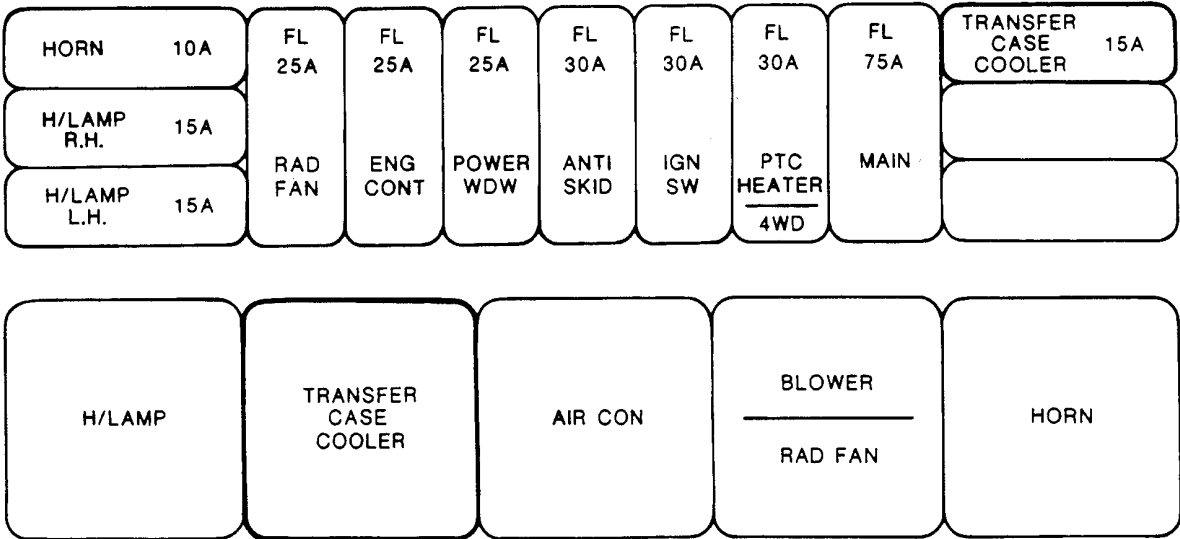 HORN 10A
H/LAMP
R.H. 15A
H/LAMP
L.H. 15A
FL
25A
RAD
FAN
FL
25A
ENG
CONT
FL
25A
POWER
WDW
FL
30A
ANTI
SKID
FL
30A
IGN
SW
FL
30A
PTC
HEATER
4WD
FL
75A
MAIN
TRANSFER
CASE 15A
COOLER
H/LAMP
TRANSFER
CASE
COOLER
AIR CON
BLOWER
RAD FAN
HORN